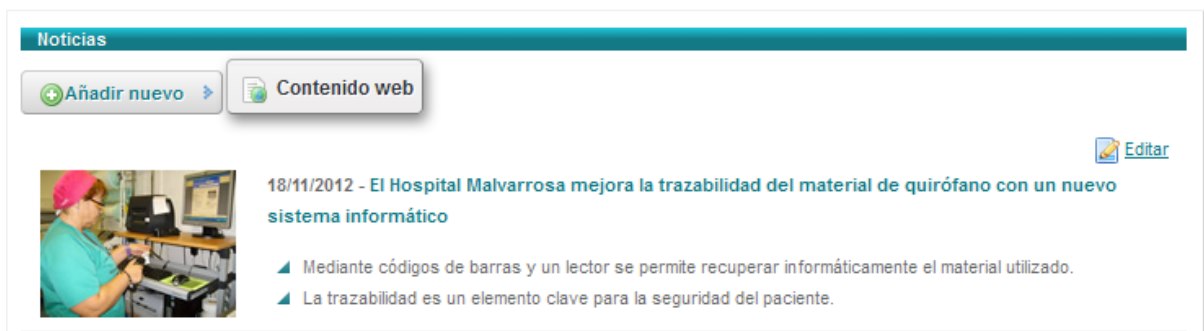 Noticias
Añadir nuevo
Contenido web
Editar
18/11/2012 - El Hospital Malvarrosa mejora la trazabilidad del material de quirófano con un nuevo
sistema informático
Mediante códigos de barras y un lector se permite recuperar informáticamente el material utilizado.
La trazabilidad es un elemento clave para la seguridad del paciente.